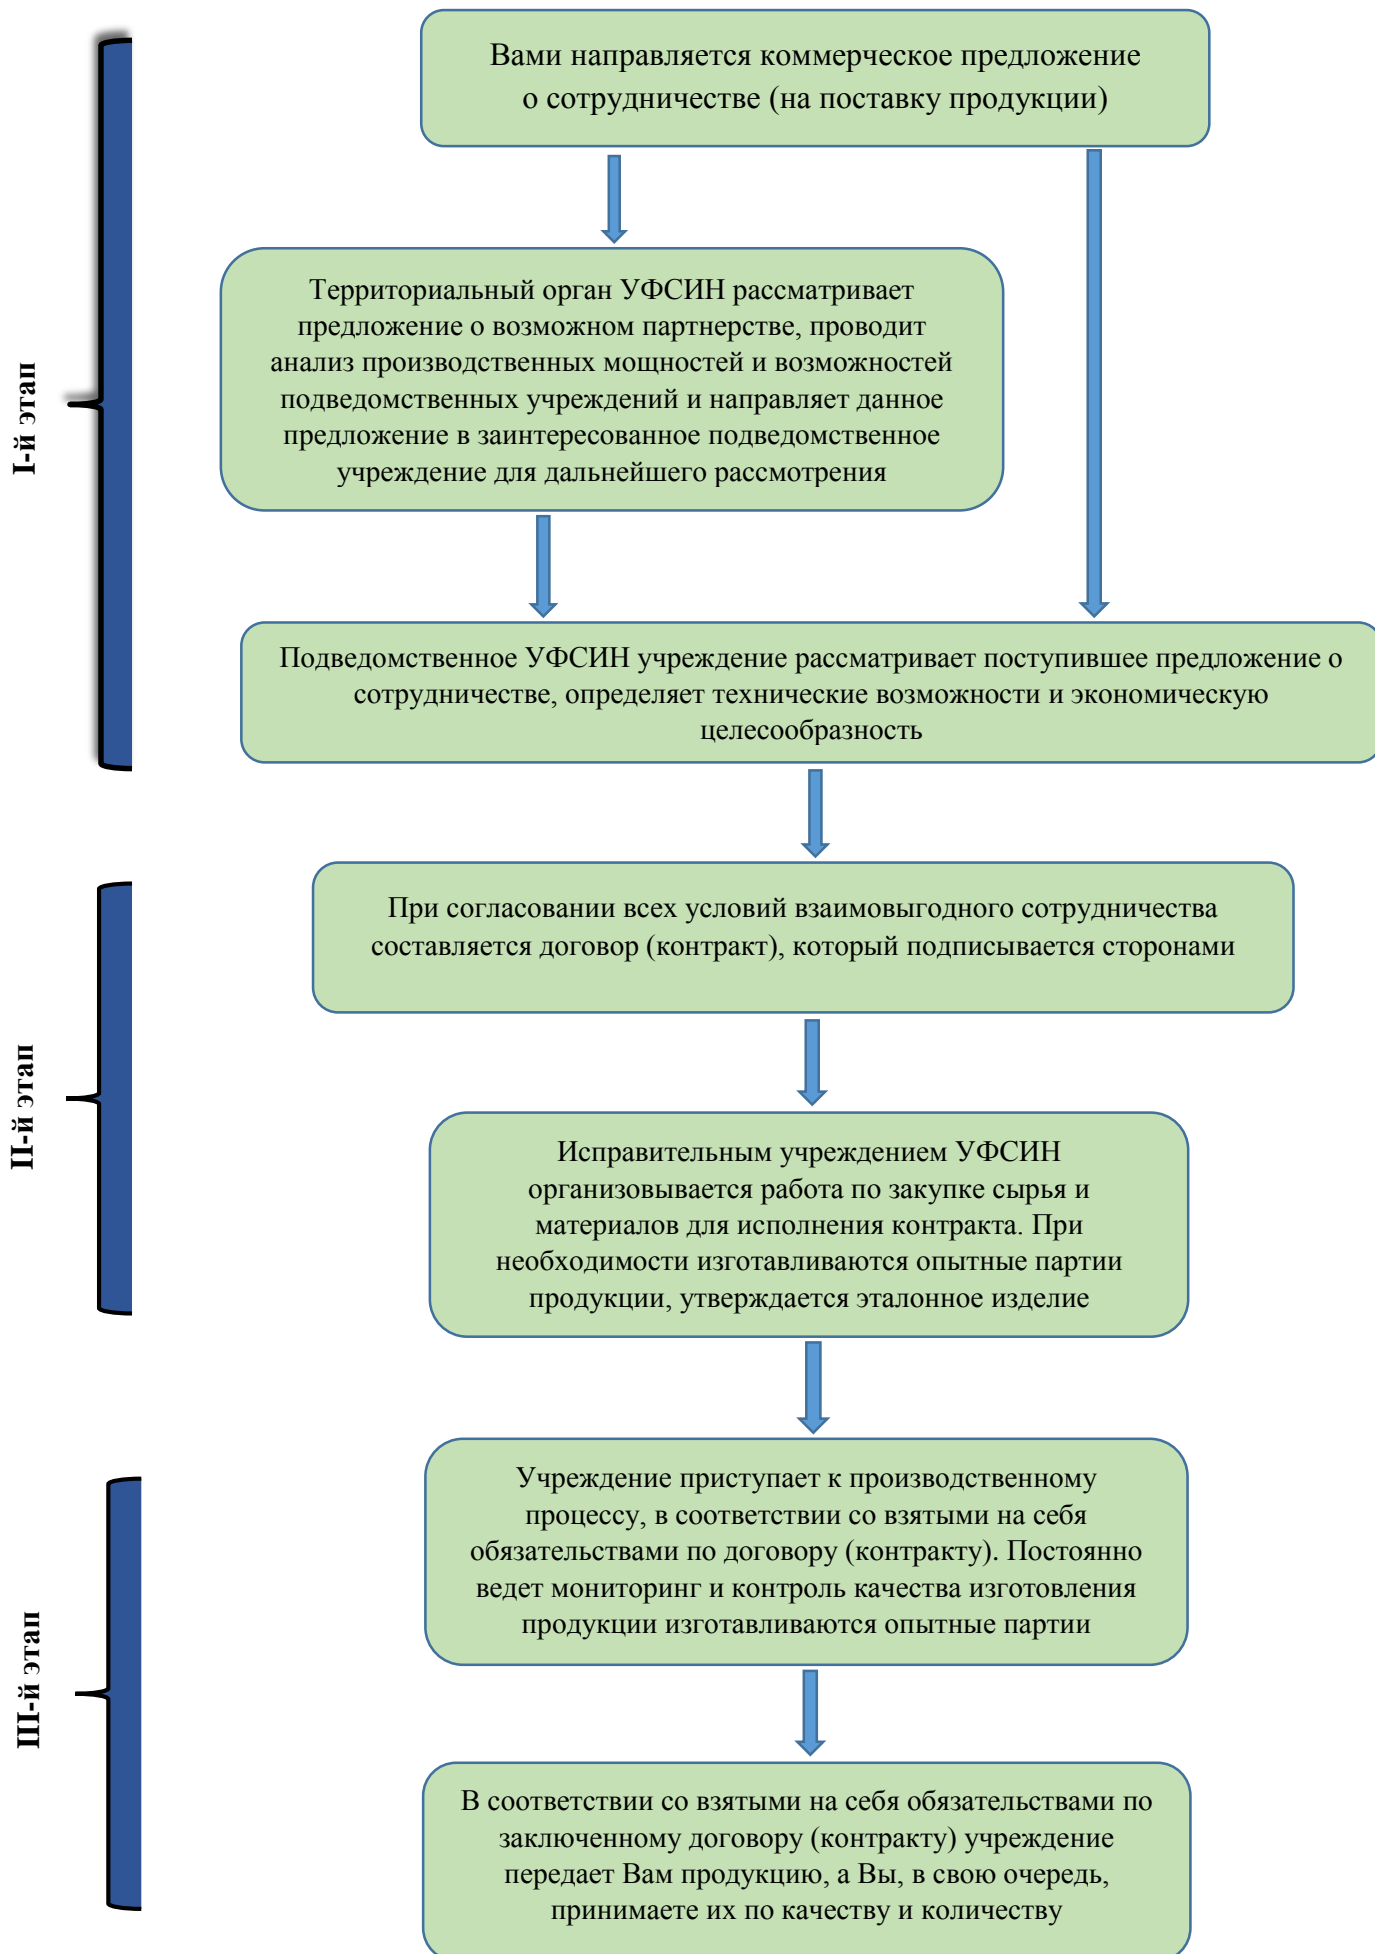 Вами направляется коммерческое предложение
о сотрудничестве (на поставку продукции)
I-й этап
Территориальный орган УФСИН рассматривает
предложение о возможном партнерстве, проводит
анализ производственных мощностей и возможностей
подведомственных учреждений и направляет данное
предложение в заинтересованное подведомственное
учреждение для дальнейшего рассмотрения
Подведомственное УФСИН учреждение рассматривает поступившее предложение о
сотрудничестве, определяет технические возможности и экономическую
целесообразность
II-й этап
При согласовании всех условий взаимовыгодного сотрудничества
составляется договор (контракт), который подписывается сторонами
Исправительным учреждением УФСИН
организовывается работа по закупке сырья и
материалов для исполнения контракта. При
необходимости изготавливаются опытные партии
продукции, утверждается эталонное изделие
III-й этап
Учреждение приступает к производственному
процессу, в соответствии со взятыми на себя
обязательствами по договору (контракту). Постоянно
ведет мониторинг и контроль качества изготовления
продукции изготавливаются опытные партии
В соответствии со взятыми на себя обязательствами по
заключенному договору (контракту) учреждение
передает Вам продукцию, а Вы, в свою очередь,
принимаете их по качеству и количеству